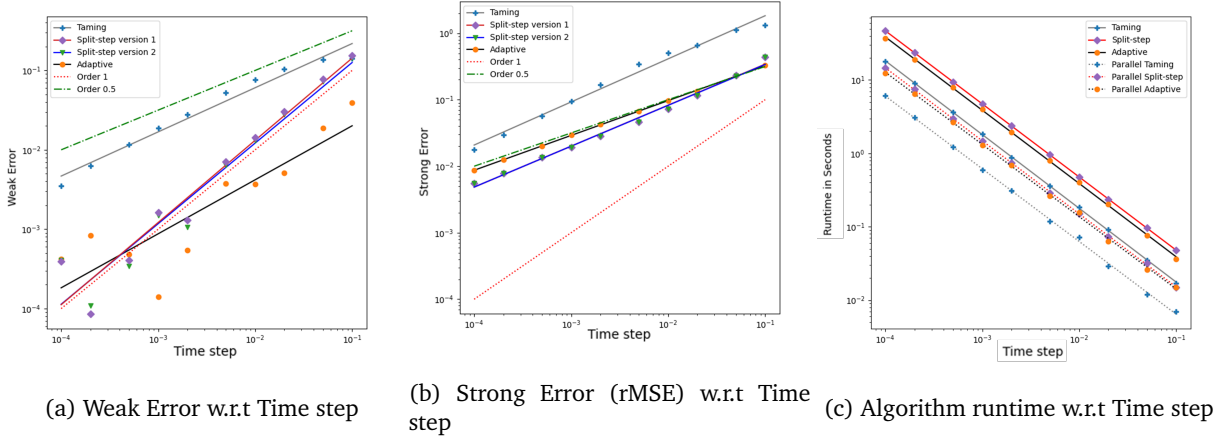 Taming
Split-step version 1
Split-step version 2
Adaptive
Order 1
Order 0.5
Weak Error
10⁻¹
10⁻²
10⁻³
10⁻⁴
10⁻⁴
10⁻³
10⁻²
10⁻¹
Time step
(a) Weak Error w.r.t Time step
Taming
Split-step version 1
Split-step version 2
Adaptive
Order 1
Order 0.5
Strong Error
10⁰
10⁻¹
10⁻²
10⁻³
10⁻⁴
10⁻⁴
10⁻³
10⁻²
10⁻¹
Time step
(b) Strong Error (rMSE) w.r.t Time
step
Taming
Split-step
Adaptive
Parallel Taming
Parallel Split-step
Parallel Adaptive
Runtime in Seconds
10¹
10⁰
10⁻¹
10⁻²
10⁻⁴
10⁻³
10⁻²
10⁻¹
Time step
(c) Algorithm runtime w.r.t Time step